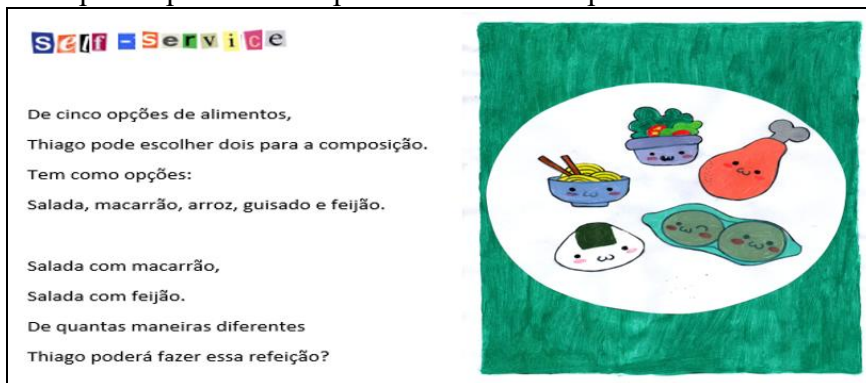 Self-Service
De cinco opções de alimentos,
Thiago pode escolher dois para a composição.
Tem como opções:
Salada, macarrão, arroz, guisado e feijão.
Salada com macarrão,
Salada com feijão.
De quantas maneiras diferentes
Thiago poderá fazer essa refeição?